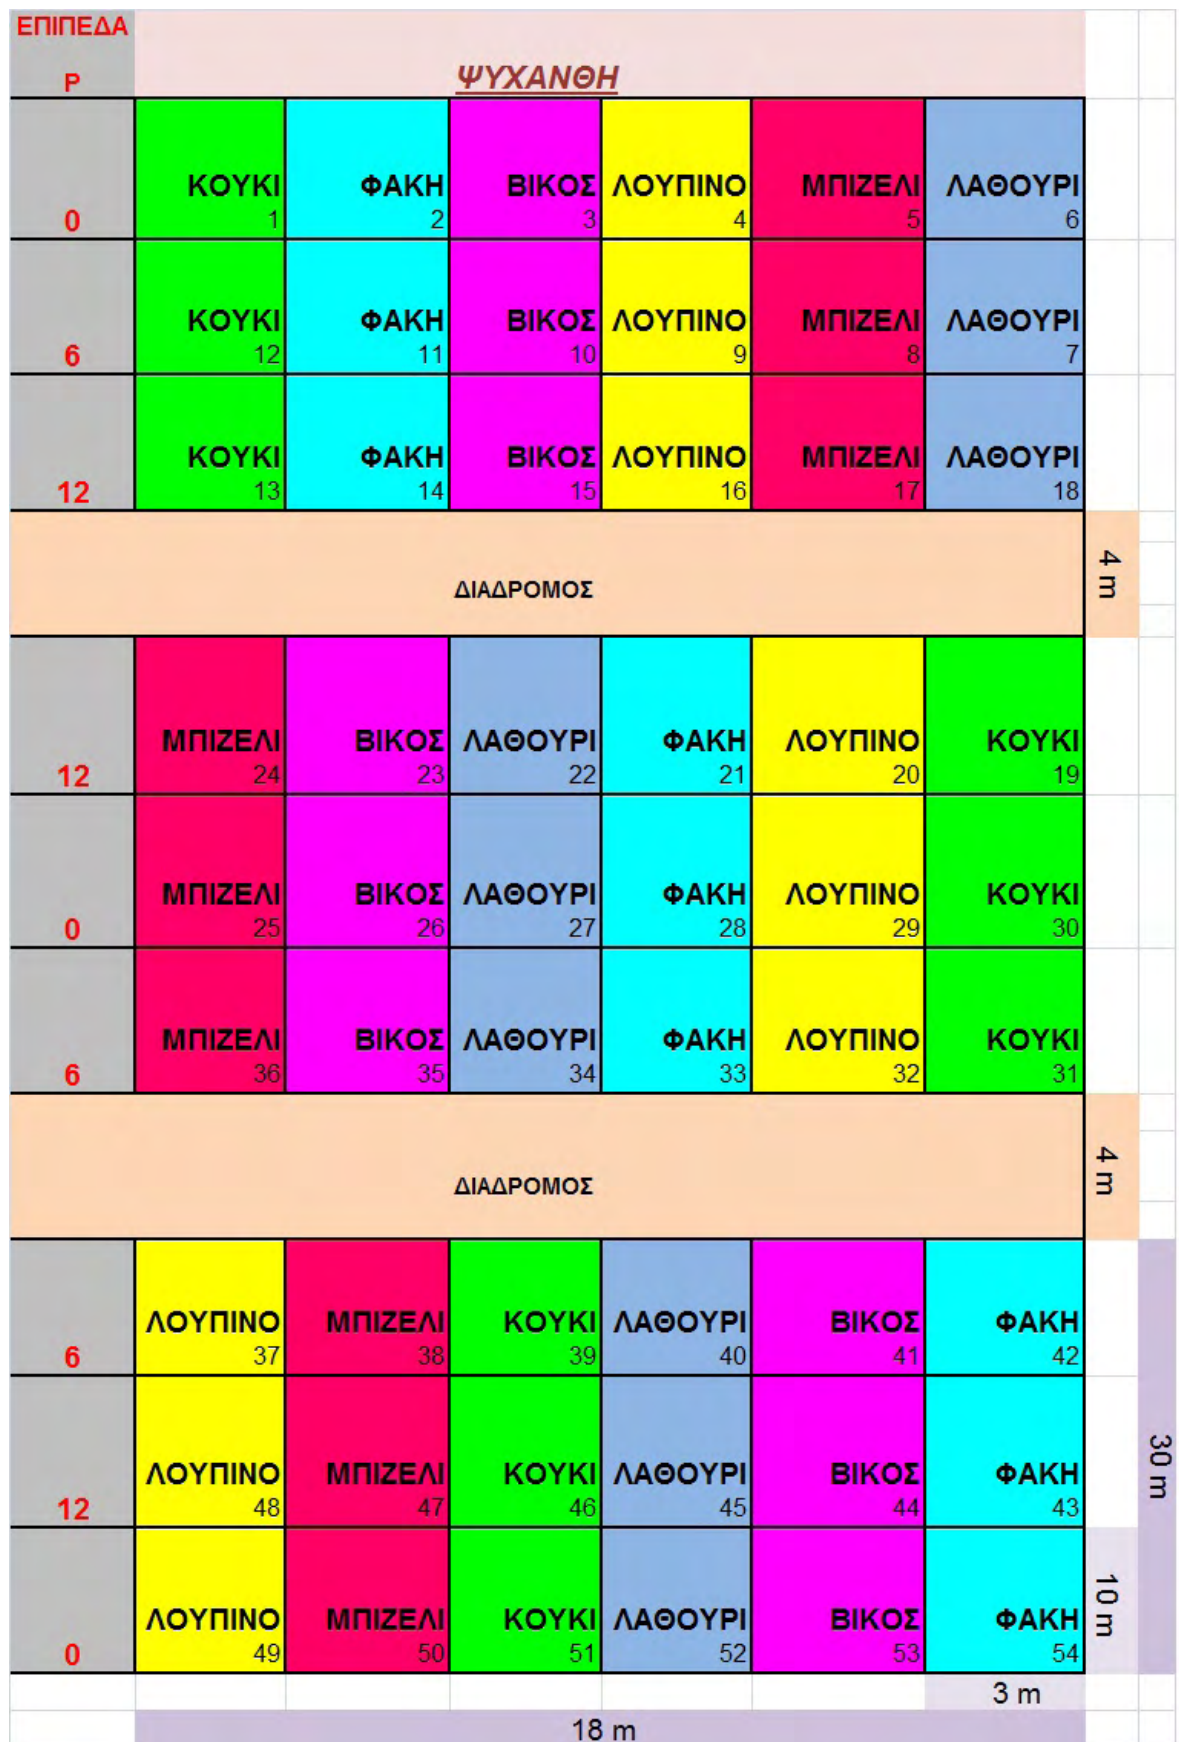 ΕΠΙΠΕΔΑ
P
ΨΥΧΑΝΘΗ
ΚΟΥΚΙ ΦΑΚΗ ΒΙΚΟΣ ΛΟΥΠΙΝΟ ΜΠΙΖΕΛΙ ΛΑΘΟΥΡΙ
0 1 2 3 4 5 6
ΚΟΥΚΙ ΦΑΚΗ ΒΙΚΟΣ ΛΟΥΠΙΝΟ ΜΠΙΖΕΛΙ ΛΑΘΟΥΡΙ
6 12 11 10 9 8 7
ΚΟΥΚΙ ΦΑΚΗ ΒΙΚΟΣ ΛΟΥΠΙΝΟ ΜΠΙΖΕΛΙ ΛΑΘΟΥΡΙ
12 13 14 15 16 17 18
ΔΙΑΔΡΟΜΟΣ 4 m
ΜΠΙΖΕΛΙ ΒΙΚΟΣ ΛΑΘΟΥΡΙ ΦΑΚΗ ΛΟΥΠΙΝΟ ΚΟΥΚΙ
12 24 23 22 21 20 19
ΜΠΙΖΕΛΙ ΒΙΚΟΣ ΛΑΘΟΥΡΙ ΦΑΚΗ ΛΟΥΠΙΝΟ ΚΟΥΚΙ
0 25 26 27 28 29 30
ΜΠΙΖΕΛΙ ΒΙΚΟΣ ΛΑΘΟΥΡΙ ΦΑΚΗ ΛΟΥΠΙΝΟ ΚΟΥΚΙ
6 36 35 34 33 32 31
ΔΙΑΔΡΟΜΟΣ 4 m
ΛΟΥΠΙΝΟ ΜΠΙΖΕΛΙ ΚΟΥΚΙ ΛΑΘΟΥΡΙ ΒΙΚΟΣ ΦΑΚΗ
6 37 38 39 40 41 42
ΛΟΥΠΙΝΟ ΜΠΙΖΕΛΙ ΚΟΥΚΙ ΛΑΘΟΥΡΙ ΒΙΚΟΣ ΦΑΚΗ
12 48 47 46 45 44 43
30 m
ΛΟΥΠΙΝΟ ΜΠΙΖΕΛΙ ΚΟΥΚΙ ΛΑΘΟΥΡΙ ΒΙΚΟΣ ΦΑΚΗ
0 49 50 51 52 53 54
10 m
3 m
18 m